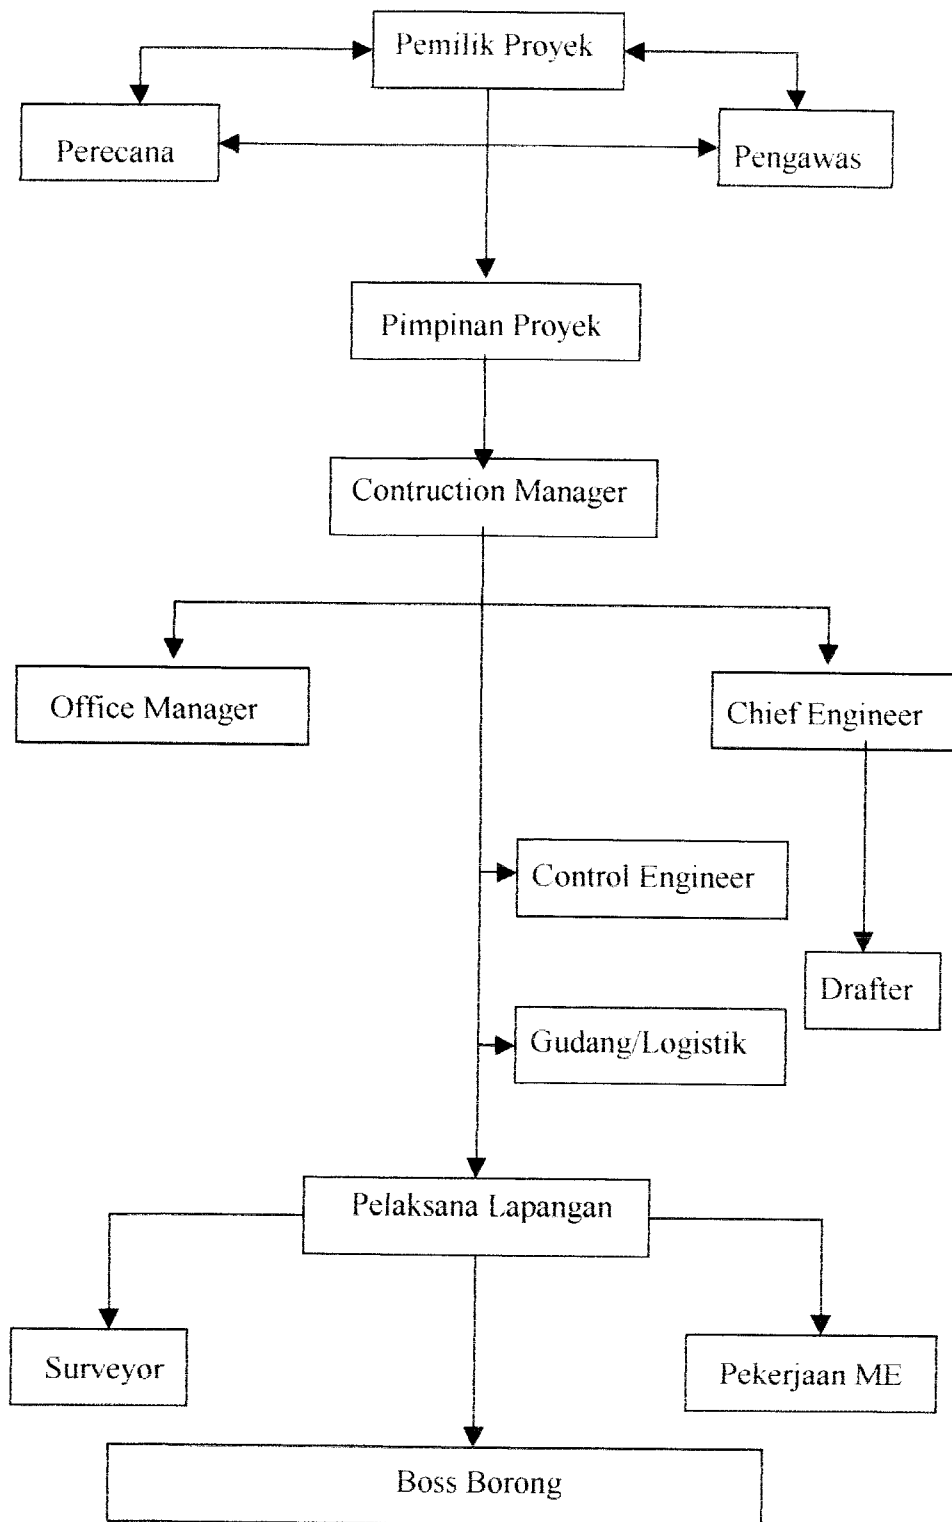 Pemilik Proyek
Perecana
Pengawas
Pimpinan Proyek
Contruction Manager
Office Manager
Chief Engineer
Control Engineer
Drafter
Gudang/Logistik
Pelaksana Lapangan
Surveyor
Pekerjaan ME
Boss Borong